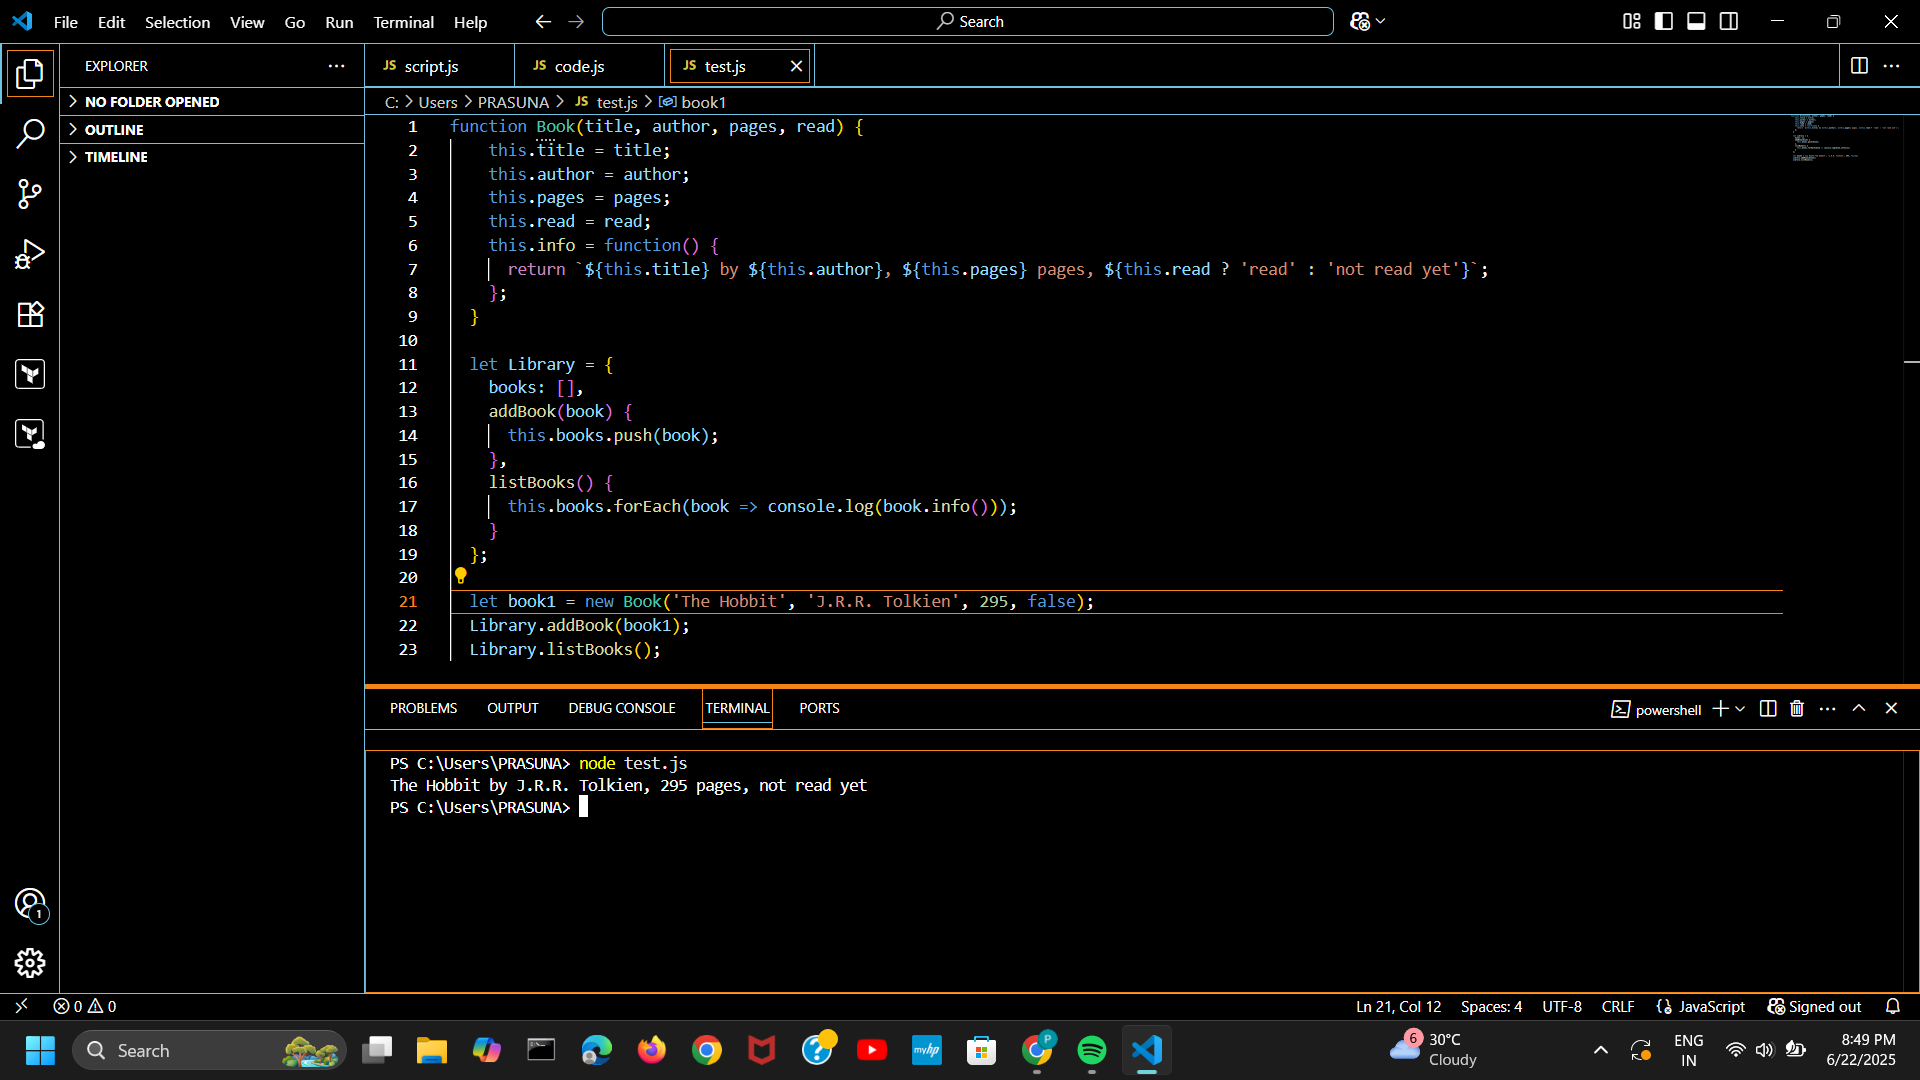 File Edit Selection View Go Run Terminal Help
Search
EXPLORER
NO FOLDER OPENED
OUTLINE
TIMELINE
JS script.js
JS code.js
JS test.js
C: > Users > PRASUNA > JS test.js > book1
1 function Book(title, author, pages, read) {
2 this.title = title;
3 this.author = author;
4 this.pages = pages;
5 this.read = read;
6 this.info = function() {
7 return `${this.title} by ${this.author}, ${this.pages} pages, ${this.read ? 'read' : 'not read yet'}`;
8 };
9 }
10
11 let Library = {
12 books: [],
13 addBook(book) {
14 this.books.push(book);
15 },
16 listBooks() {
17 this.books.forEach(book => console.log(book.info()));
18 }
19 };
20
21 let book1 = new Book('The Hobbit', 'J.R.R. Tolkien', 295, false);
22 Library.addBook(book1);
23 Library.listBooks();
PROBLEMS OUTPUT DEBUG CONSOLE TERMINAL PORTS
powershell
PS C:\Users\PRASUNA> node test.js
The Hobbit by J.R.R. Tolkien, 295 pages, not read yet
PS C:\Users\PRASUNA>
1
0 0
Ln 21, Col 12 Spaces: 4 UTF-8 CRLF {} JavaScript Signed out
Search
myhp
P
6
30°C
Cloudy
ENG
IN
8:49 PM
6/22/2025